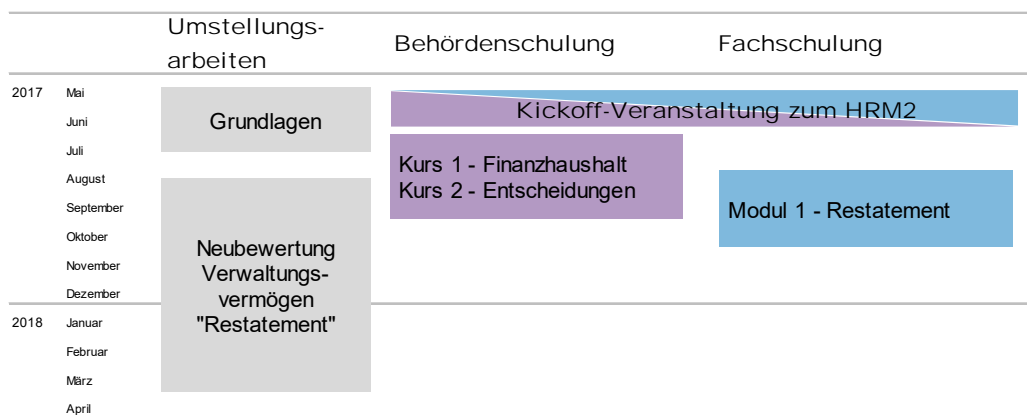 Umstellungs-
arbeiten
Behördenschulung
Fachschulung
2017
Mai
Juni
Juli
August
September
Oktober
November
Dezember
2018
Januar
Februar
März
April
Grundlagen
Neubewertung
Verwaltungs-
vermögen
"Restatement"
Kickoff-Veranstaltung zum HRM2
Kurs 1 - Finanzhaushalt
Kurs 2 - Entscheidungen
Modul 1 - Restatement